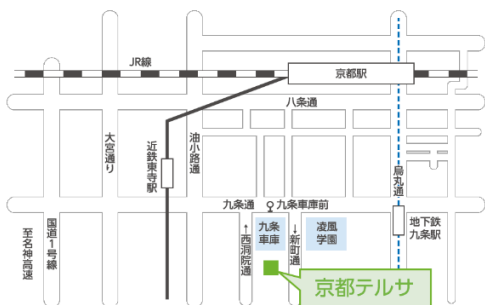 JR線
京都駅
八条通
大宮通り
近鉄東寺駅
油小路通
烏丸通
九条通
九条車庫前
国道1号線
至名神高速
↑西洞院通
九条
車庫
↓新町通
凌風
学園
地下鉄
九条駅
京都テルサ